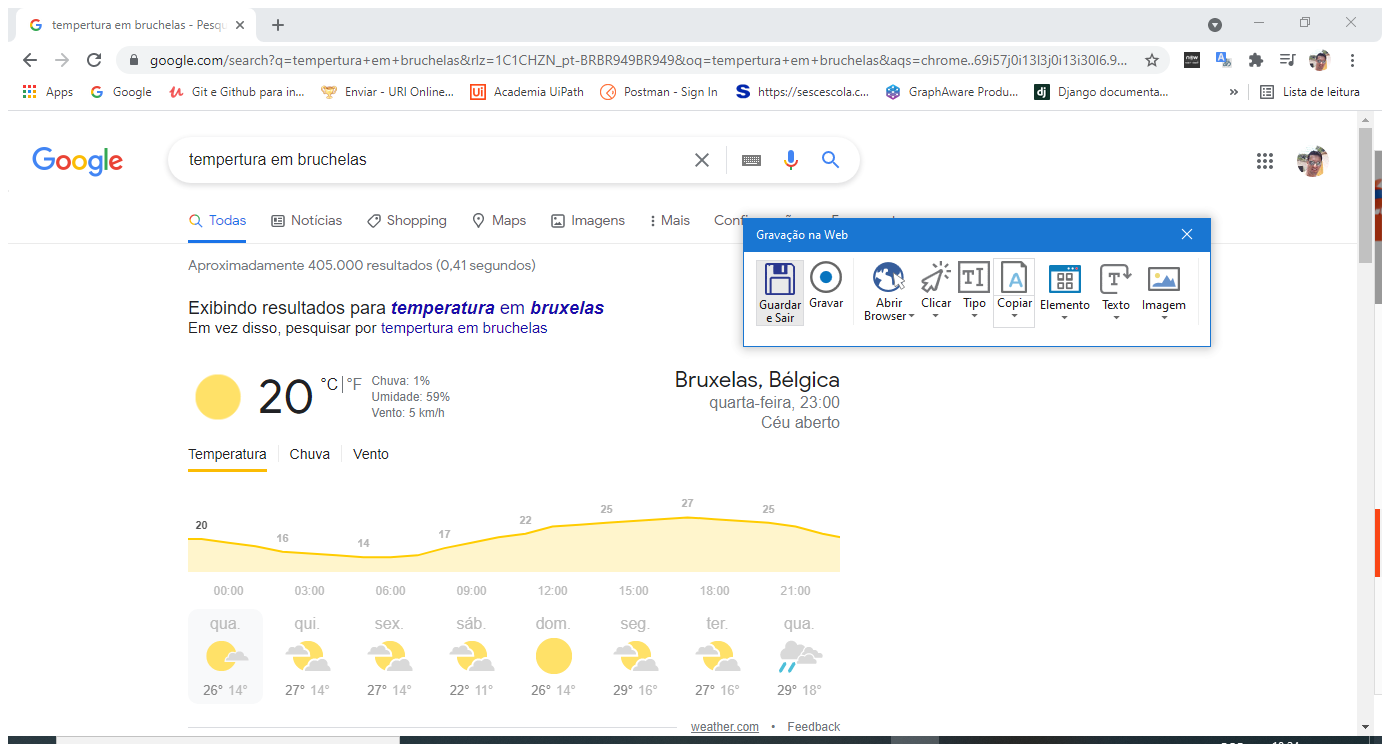 tempertura em bruchelas - Pesqu
google.com/search?q=tempertura+em+bruchelas&rlz=1C1CHZN_pt-BRBR949BR949&oq=tempertura+em+bruchelas&aqs=chrome..69i57j0i13l3j0i13i30l6.9...
Apps Google Git e Github para in... Enviar - URI Online... Academia UiPath Postman - Sign In https://sescescola.c... GraphAware Produ... Django documenta... » Lista de leitura
Google tempertura em bruchelas
Todas Notícias Shopping Maps Imagens Mais
Gravação na Web
Guardar e Sair
Gravar
Abrir Browser
Clicar
Tipo
Copiar
Elemento
Texto
Imagem
Aproximadamente 405.000 resultados (0,41 segundos)
Exibindo resultados para temperatura em bruxelas
Em vez disso, pesquisar por tempertura em bruchelas
20 °C | °F
Chuva: 1%
Umidade: 59%
Vento: 5 km/h
Bruxelas, Bélgica
quarta-feira, 23:00
Céu aberto
Temperatura Chuva Vento
20 16 14 17 22 25 27 25
00:00 03:00 06:00 09:00 12:00 15:00 18:00 21:00
qua. qui. sex. sáb. dom. seg. ter. qua.
26° 14° 27° 14° 27° 14° 22° 11° 26° 14° 29° 16° 27° 16° 29° 18°
weather.com • Feedback